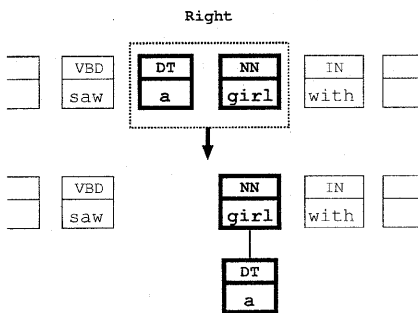 Right
VBD DT NN IN
saw a girl with
VBD NN IN
saw girl with
DT
a